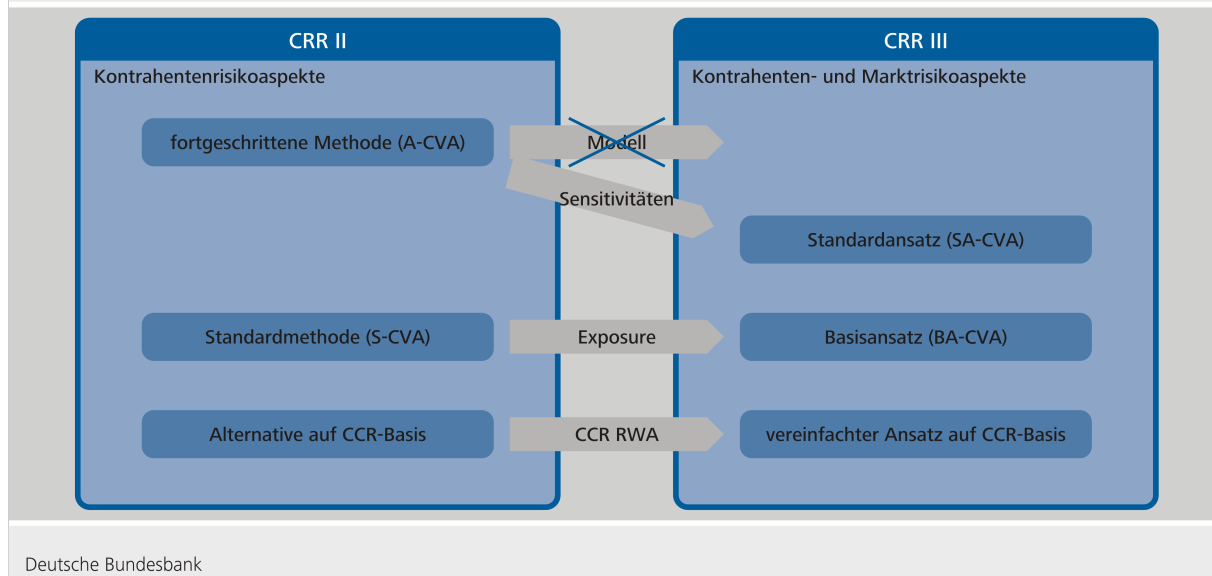 CRR II
Kontrahentenrisikoaspekte
fortgeschrittene Methode (A-CVA)
Standardmethode (S-CVA)
Alternative auf CCR-Basis
Modell
Sensitivitäten
Exposure
CCR RWA
CRR III
Kontrahenten- und Marktrisikoaspekte
Standardansatz (SA-CVA)
Basisansatz (BA-CVA)
vereinfachter Ansatz auf CCR-Basis
Deutsche Bundesbank